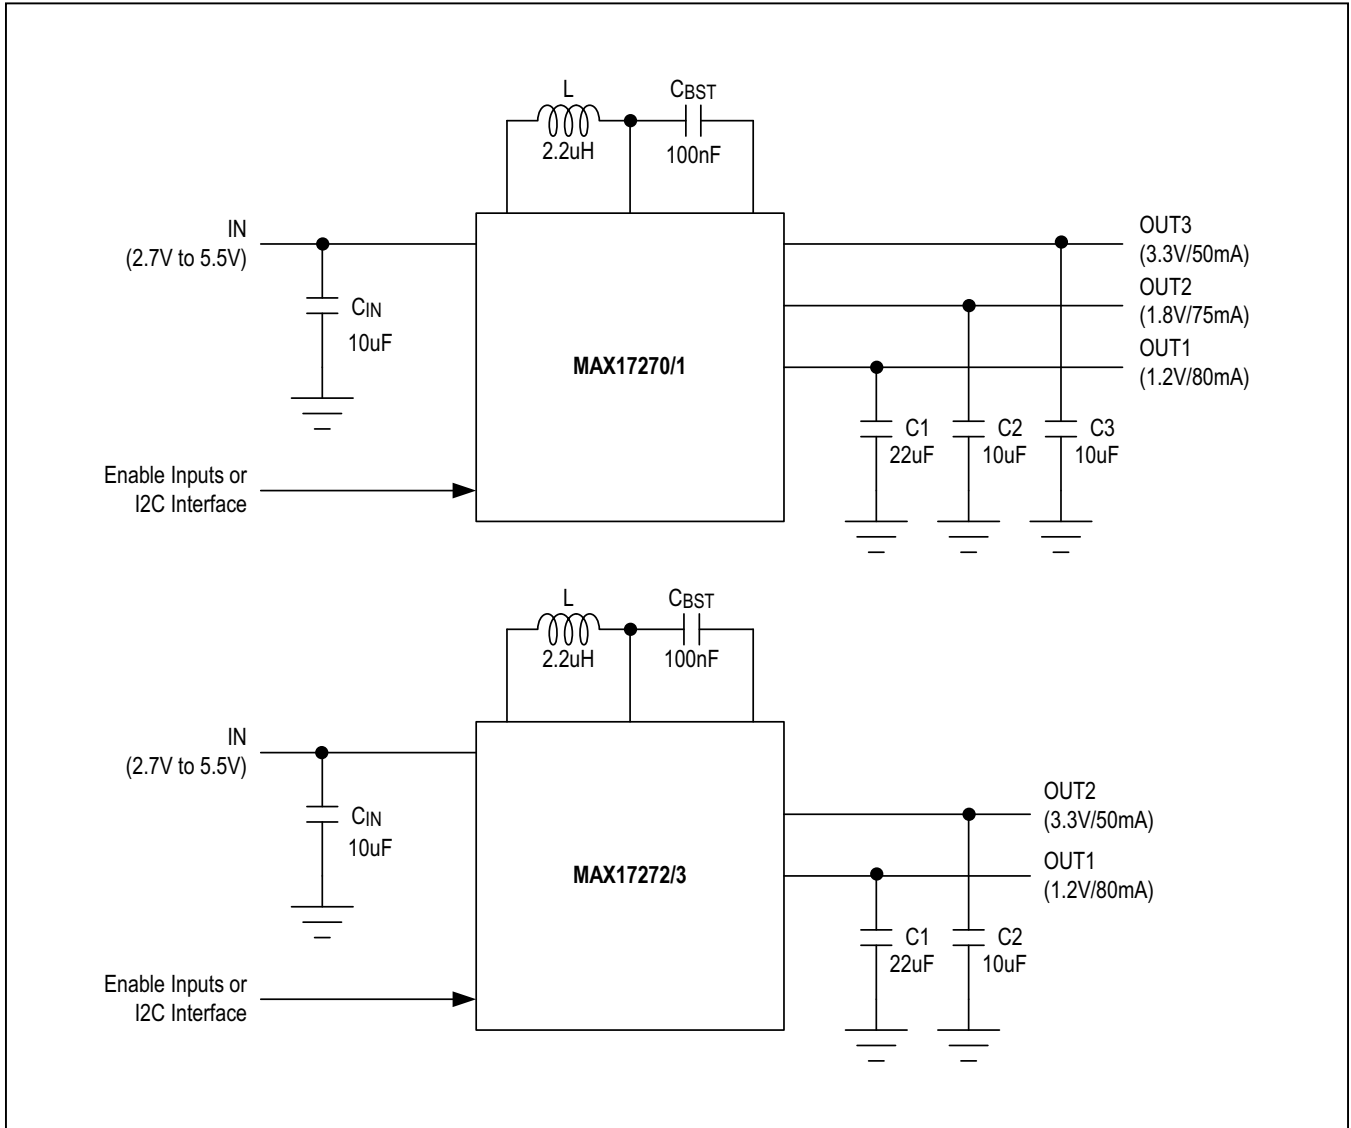 L
CBST
2.2uH
100nF
IN
(2.7V to 5.5V)
CIN
10uF
MAX17270/1
OUT3
(3.3V/50mA)
OUT2
(1.8V/75mA)
OUT1
(1.2V/80mA)
C1
22uF
C2
10uF
C3
10uF
Enable Inputs or
I2C Interface
L
CBST
2.2uH
100nF
IN
(2.7V to 5.5V)
CIN
10uF
MAX17272/3
OUT2
(3.3V/50mA)
OUT1
(1.2V/80mA)
C1
22uF
C2
10uF
Enable Inputs or
I2C Interface